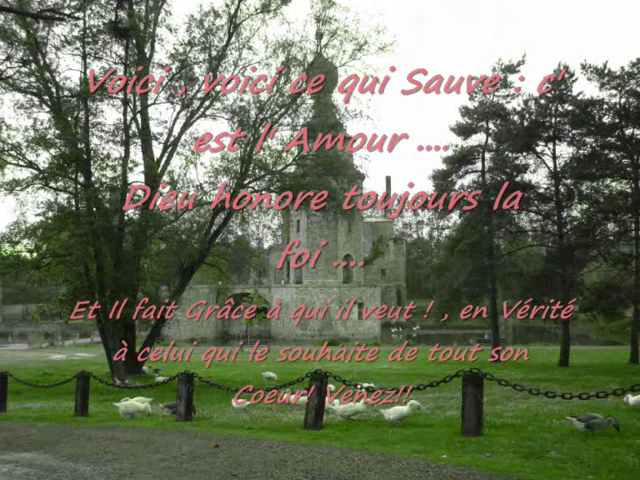 Voici , voici ce qui Sauve : c'
est l' Amour ....
Dieu honore toujours la
foi ....
Et Il fait Grâce à qui il veut ! , en Vérité
à celui qui le souhaite de tout son
Coeur! Venez!!